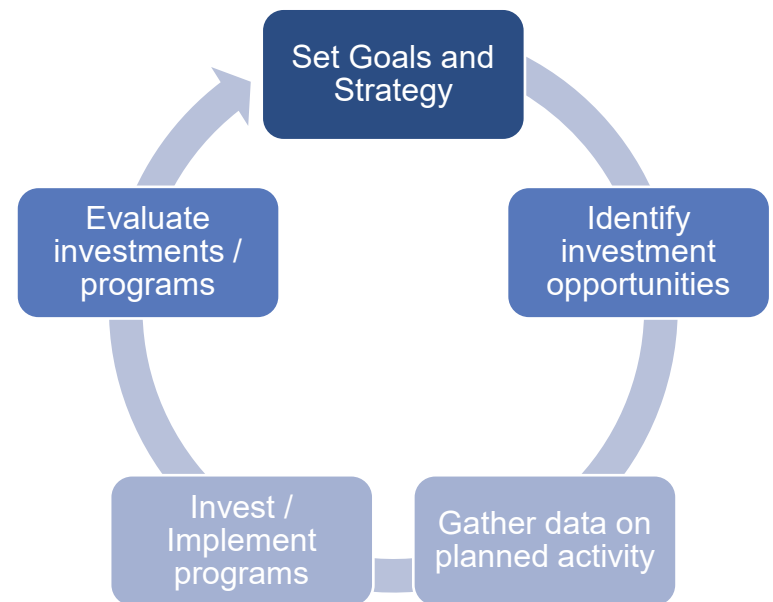 Set Goals and
Strategy
Identify
investment
opportunities
Gather data on
planned activity
Invest /
Implement
programs
Evaluate
investments /
programs